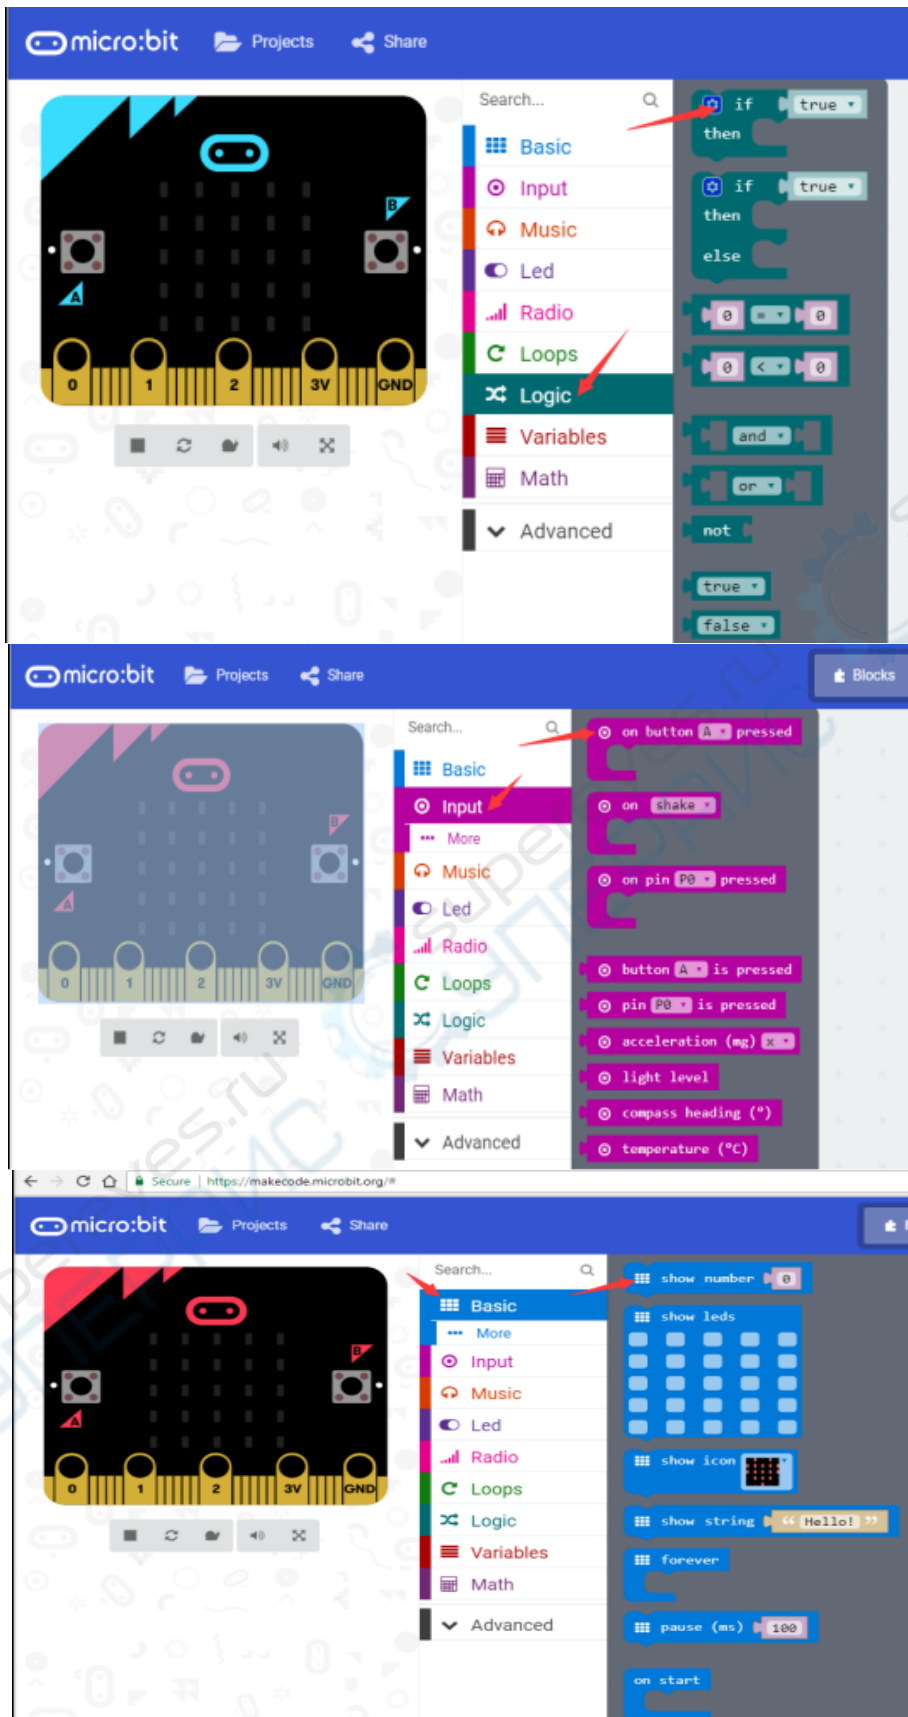 micro:bit Projects Share
Search...
Basic
Input
Music
Led
Radio
Loops
Logic
Variables
Math
Advanced
B
A
0 1 2 3V GND
if true
then
if true
then
else
0 = 0
0 < 0
and
or
not
true
false
micro:bit Projects Share Blocks
Search...
Basic
Input
More
Music
Led
Radio
Loops
Logic
Variables
Math
Advanced
B
A
0 1 2 3V GND
on button A pressed
on shake
on pin P0 pressed
button A is pressed
pin P0 is pressed
acceleration (mg) x
light level
compass heading (°)
temperature (°C)
supereyes.ru
Secure | https://makecode.microbit.org/#
micro:bit Projects Share
Search...
Basic
More
Input
Music
Led
Radio
Loops
Logic
Variables
Math
Advanced
B
A
0 1 2 3V GND
show number 0
show leds
show icon
show string “ Hello! ”
forever
pause (ms) 100
on start